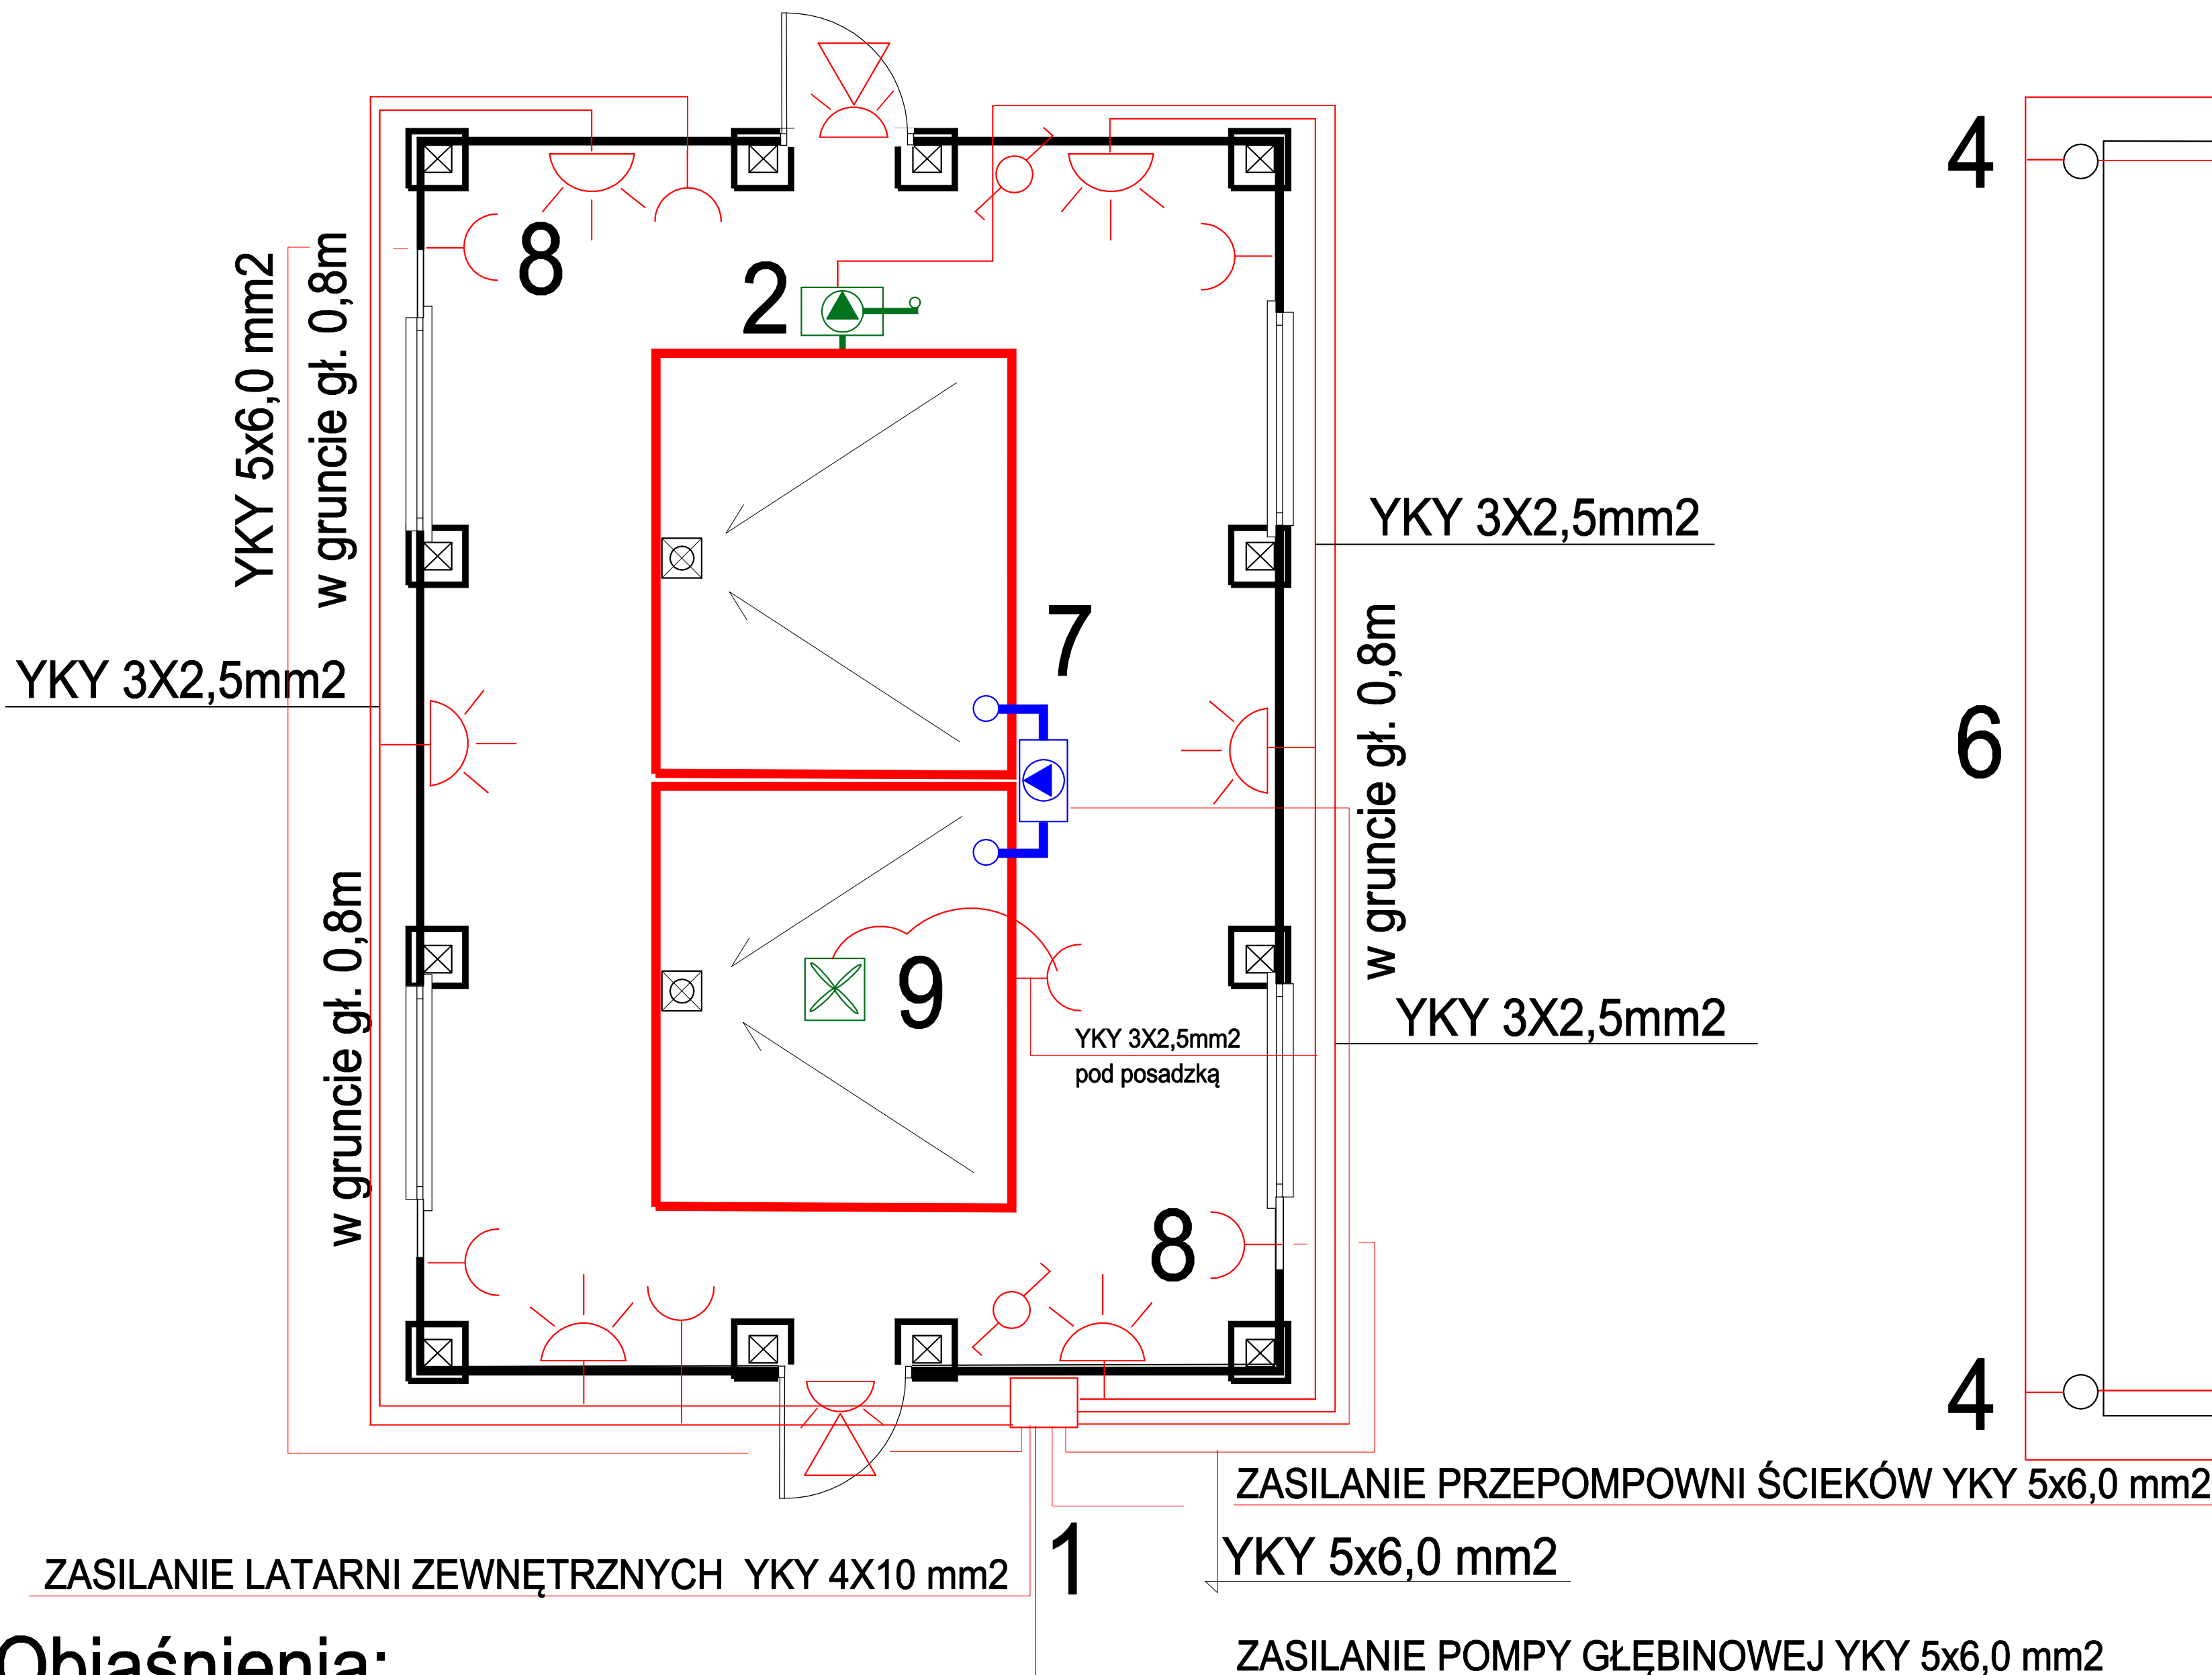 4
8
YKY 5x6,0 mm2
w gruncie gł. 0,8m
2
YKY 3X2,5mm2
7
YKY 3X2,5mm2
w gruncie gł. 0,8m
6
w gruncie gł. 0,8m
9
YKY 3X2,5mm2
YKY 3X2,5mm2
pod posadzką
8
4
ZASILANIE PRZEPOMPOWNI ŚCIEKÓW YKY 5x6,0 mm2
1
YKY 5x6,0 mm2
ZASILANIE LATARNI ZEWNĘTRZNYCH YKY 4X10 mm2
Objaśnienia:
ZASILANIE POMPY GŁĘBINOWEJ YKY 5x6,0 mm2